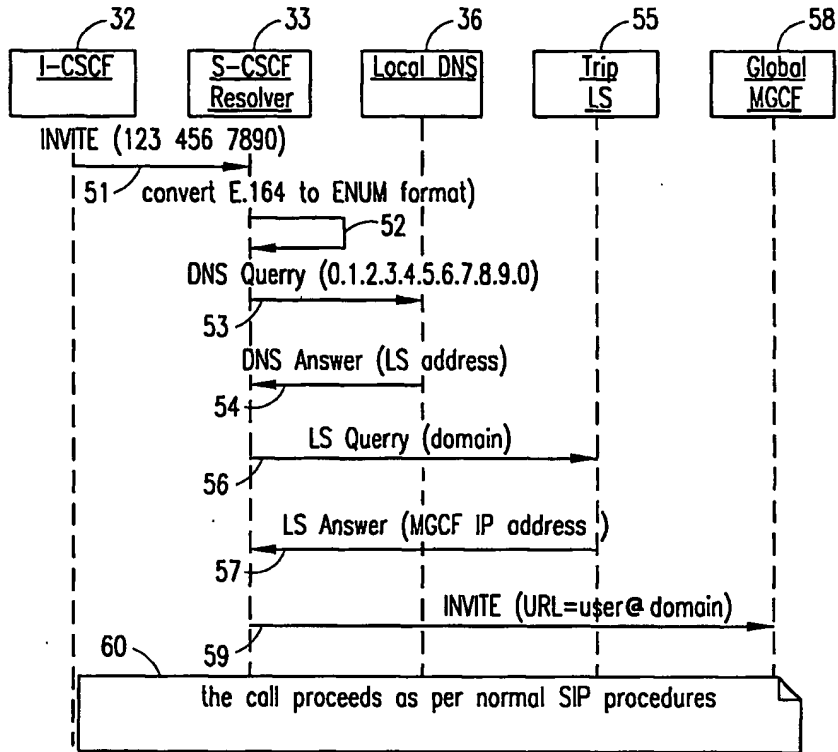 32 33 36 55 58
I-CSCF S-CSCF Resolver Local DNS Trip LS Global MGCF
INVITE (123 456 7890)
51 convert E.164 to ENUM format)
52
DNS Querry (0.1.2.3.4.5.6.7.8.9.0)
53
DNS Answer (LS address)
54
LS Querry (domain)
56
LS Answer (MGCF IP address )
57
INVITE (URL=user@domain)
59
60
the call proceeds as per normal SIP procedures